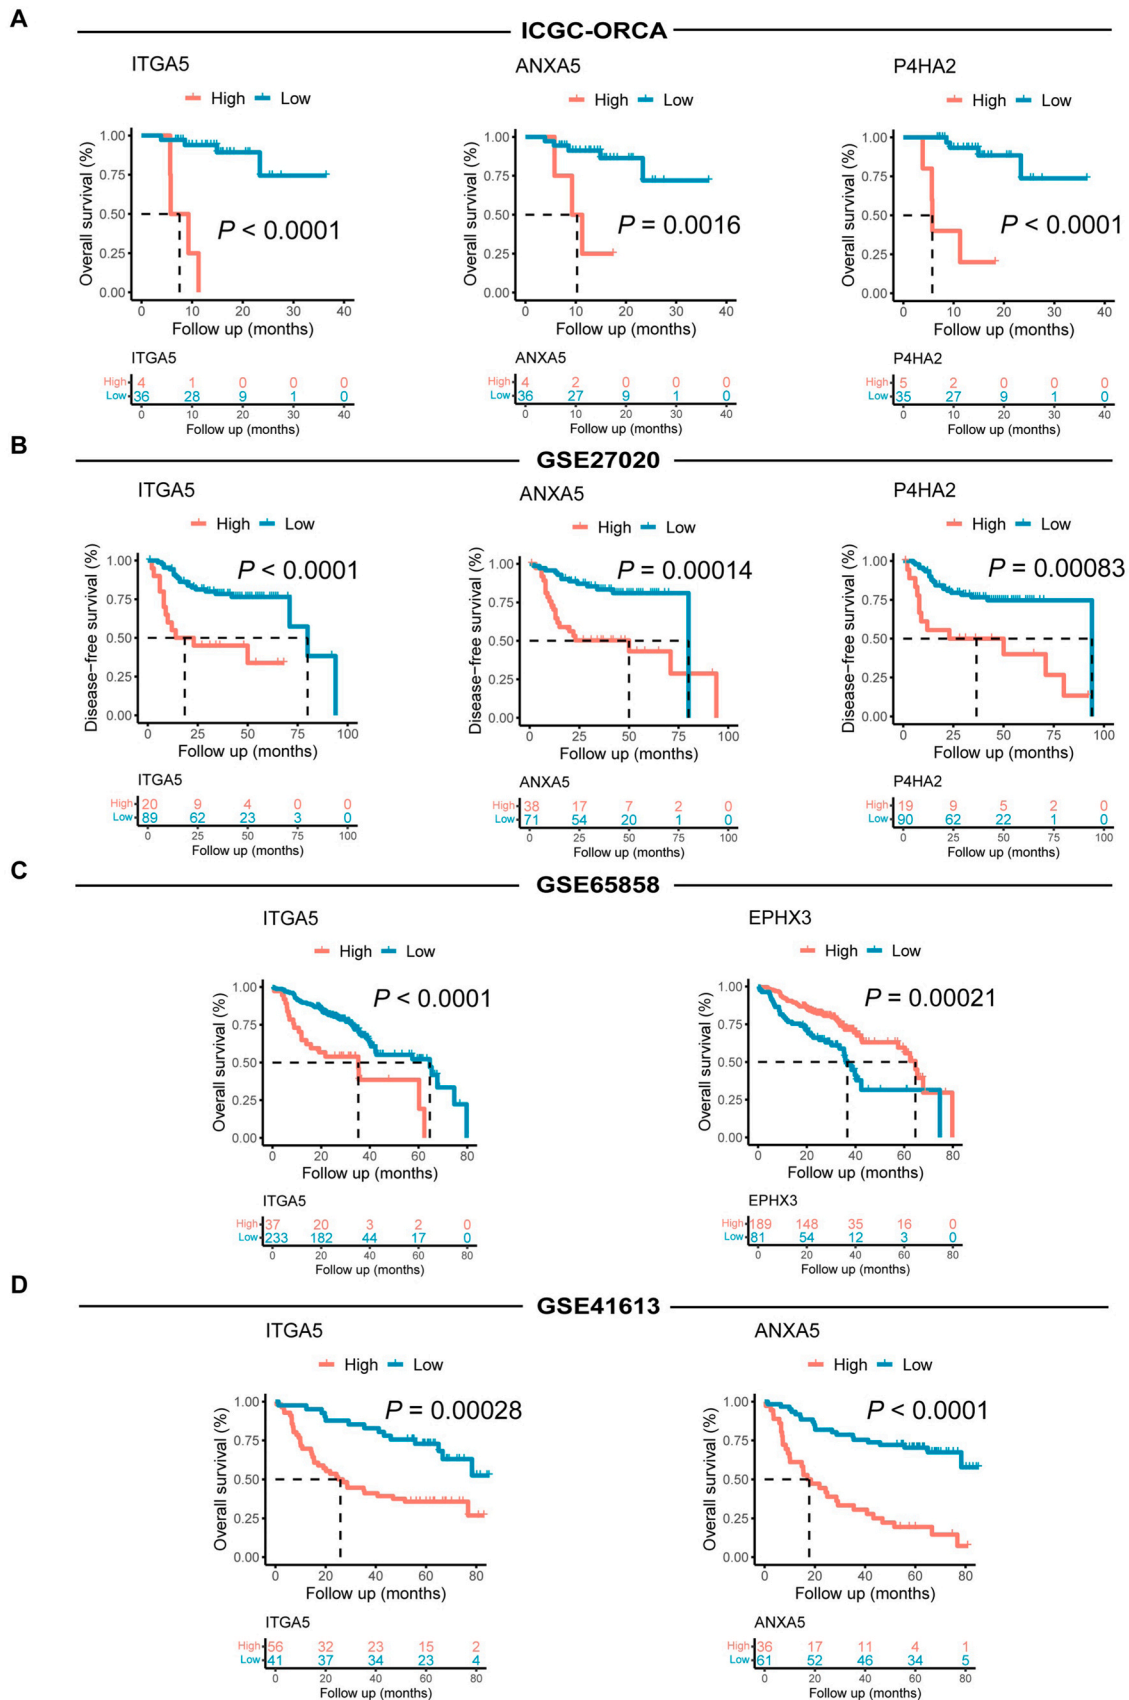 A
ICGC-ORCA
ITGA5 ANXA5 P4HA2
High Low High Low High Low
Overall survival (%) Overall survival (%) Overall survival (%)
1.00 1.00 1.00
0.75 0.75 0.75
0.50 0.50 0.50
P < 0.0001 P = 0.0016 P < 0.0001
0.25 0.25 0.25
0.00 0.00 0.00
0 10 20 30 40 0 10 20 30 40 0 10 20 30 40
Follow up (months) Follow up (months) Follow up (months)
ITGA5 ANXA5 P4HA2
High 4 1 0 0 0 High 4 2 0 0 0 High 5 2 0 0 0
Low 36 28 9 1 0 Low 36 27 9 1 0 Low 35 27 9 1 0
0 10 20 30 40 0 10 20 30 40 0 10 20 30 40
Follow up (months) Follow up (months) Follow up (months)
B
GSE27020
ITGA5 ANXA5 P4HA2
High Low High Low High Low
Disease-free survival (%) Disease-free survival (%) Disease-free survival (%)
P < 0.0001 P = 0.00014 P = 0.00083
1.00 1.00 1.00
0.75 0.75 0.75
0.50 0.50 0.50
0.25 0.25 0.25
0.00 0.00 0.00
0 25 50 75 100 0 25 50 75 100 0 25 50 75 100
Follow up (months) Follow up (months) Follow up (months)
ITGA5 ANXA5 P4HA2
High 20 9 4 0 0 High 38 17 7 2 0 High 19 9 5 2 0
Low 89 62 23 3 0 Low 71 54 20 1 0 Low 90 62 22 1 0
0 25 50 75 100 0 25 50 75 100 0 25 50 75 100
Follow up (months) Follow up (months) Follow up (months)
C
GSE65858
ITGA5 EPHX3
High Low High Low
Overall survival (%) Overall survival (%)
P < 0.0001 P = 0.00021
1.00 1.00
0.75 0.75
0.50 0.50
0.25 0.25
0.00 0.00
0 20 40 60 80 0 20 40 60 80
Follow up (months) Follow up (months)
ITGA5 EPHX3
High 37 20 3 2 0 High 189 148 35 16 0
Low 233 182 44 17 0 Low 81 54 12 3 0
0 20 40 60 80 0 20 40 60 80
Follow up (months) Follow up (months)
D
GSE41613
ITGA5 ANXA5
High Low High Low
Overall survival (%) Overall survival (%)
P = 0.00028 P < 0.0001
1.00 1.00
0.75 0.75
0.50 0.50
0.25 0.25
0.00 0.00
0 20 40 60 80 0 20 40 60 80
Follow up (months) Follow up (months)
ITGA5 ANXA5
High 56 32 23 15 2 High 36 17 11 4 1
Low 41 37 34 23 4 Low 61 52 46 34 5
0 20 40 60 80 0 20 40 60 80
Follow up (months) Follow up (months)